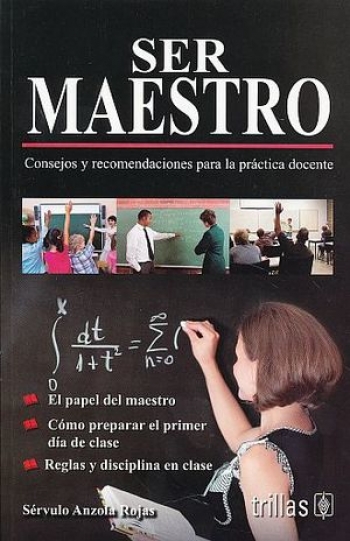 SER
MAESTRO
Consejos y recomendaciones para la práctica docente
x
∫ dt / 1+t² = ∞ Σ n=0 (
0
El papel del maestro
Cómo preparar el primer
día de clase
Reglas y disciplina en clase
Sérvulo Anzola Rojas
trillas